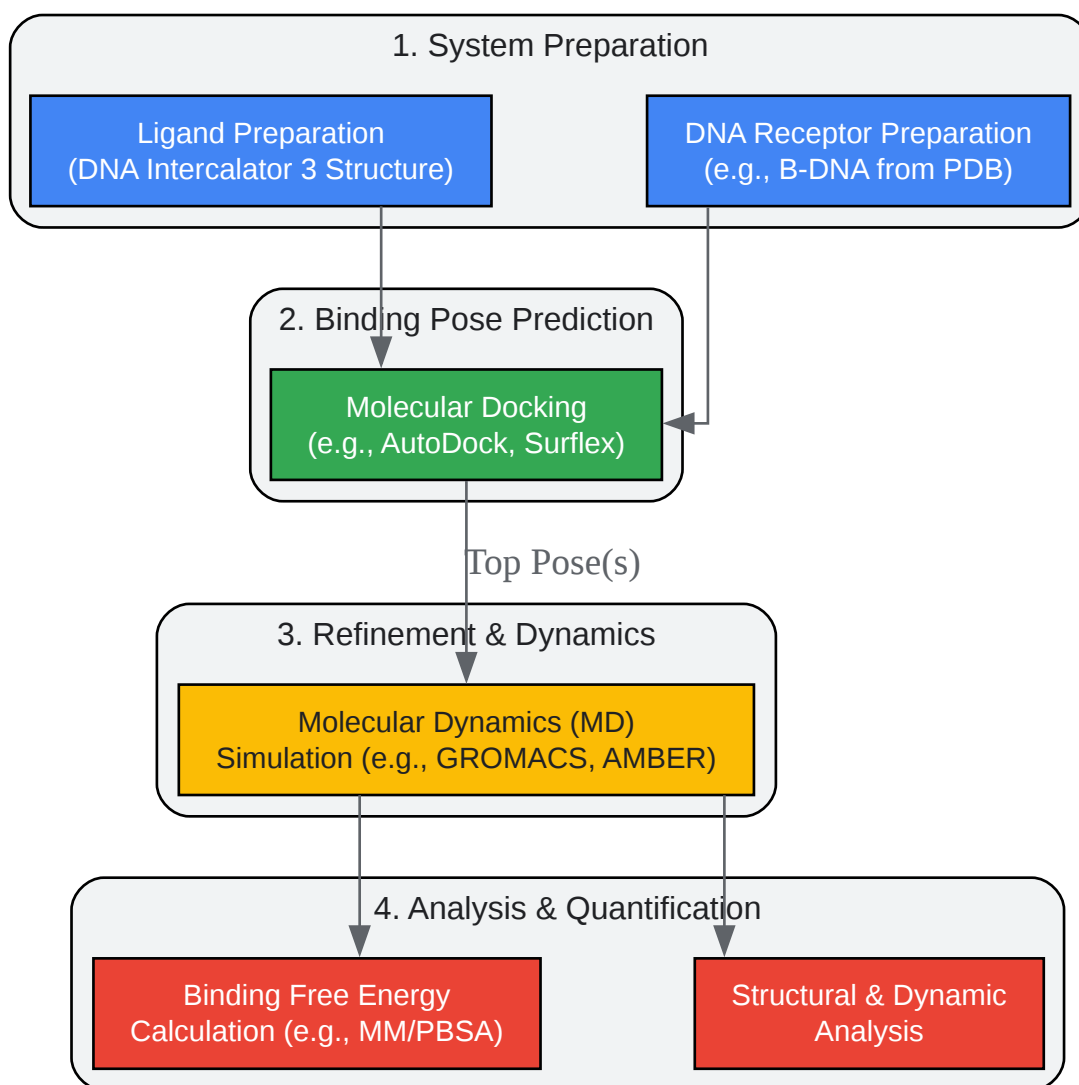 1. System Preparation
Ligand Preparation
(DNA Intercalator 3 Structure)
DNA Receptor Preparation
(e.g., B-DNA from PDB)
2. Binding Pose Prediction
Molecular Docking
(e.g., AutoDock, Surflex)
Top Pose(s)
3. Refinement & Dynamics
Molecular Dynamics (MD)
Simulation (e.g., GROMACS, AMBER)
4. Analysis & Quantification
Binding Free Energy
Calculation (e.g., MM/PBSA)
Structural & Dynamic
Analysis